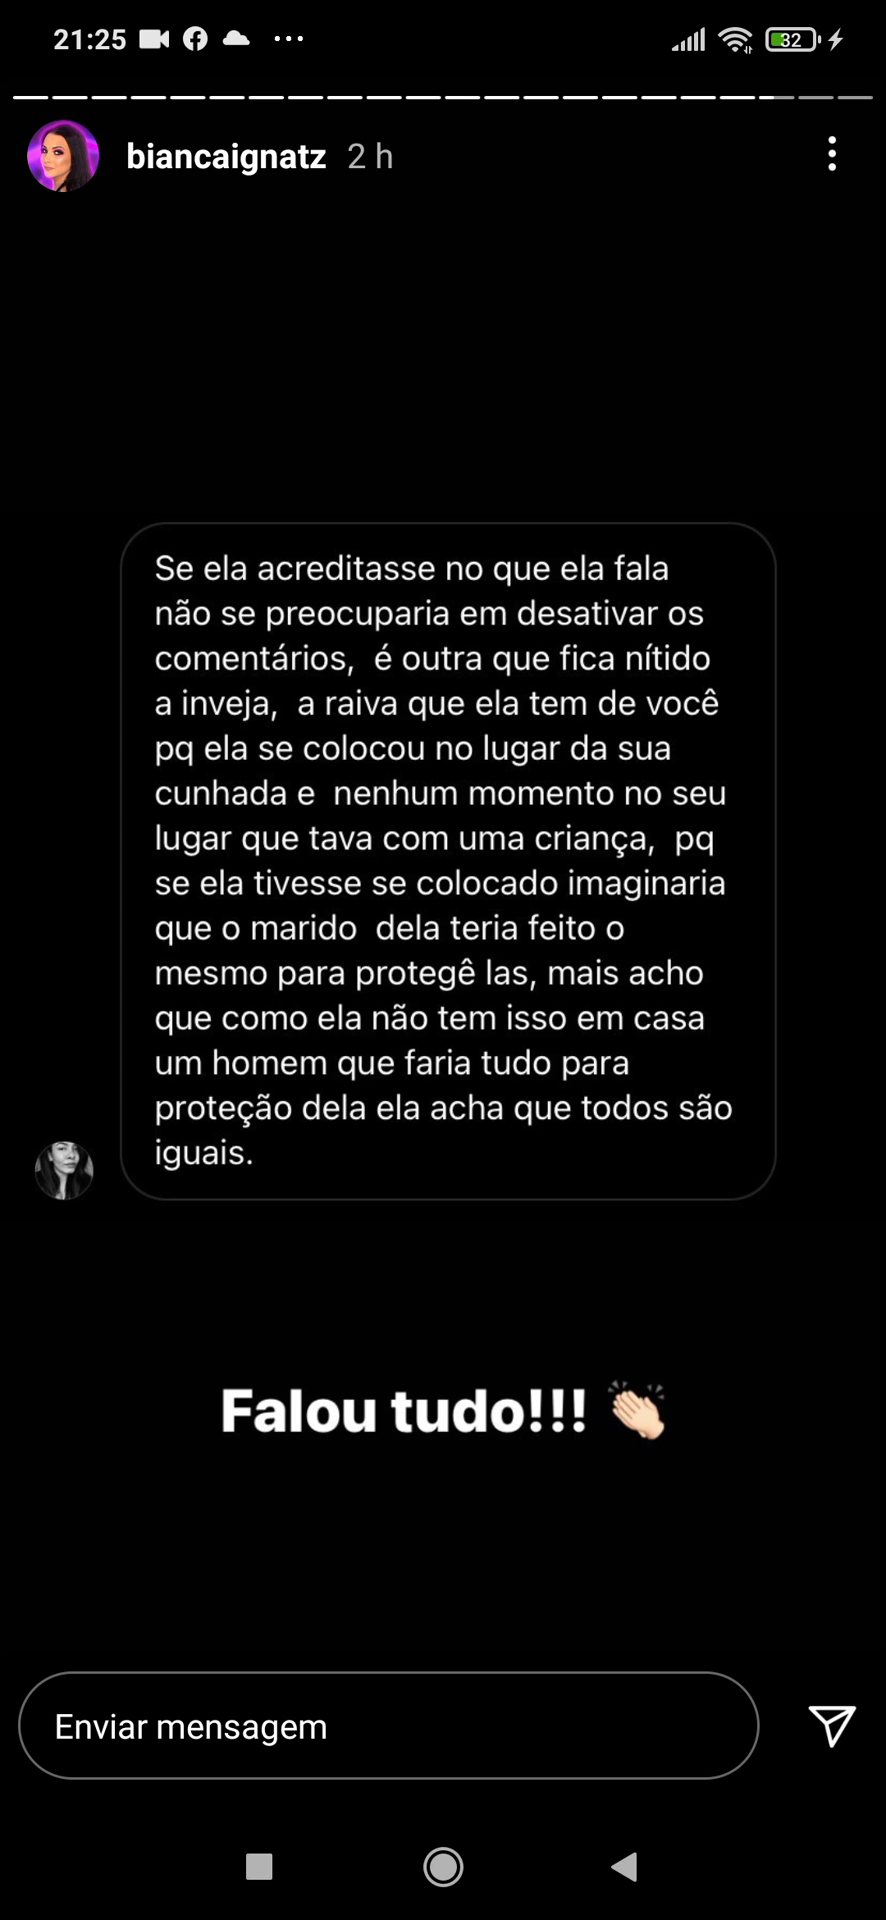 21:25
32
biancaignatz 2 h
Se ela acreditasse no que ela fala
não se preocuparia em desativar os
comentários,  é outra que fica nítido
a inveja,  a raiva que ela tem de você
pq ela se colocou no lugar da sua
cunhada e  nenhum momento no seu
lugar que tava com uma criança,  pq
se ela tivesse se colocado imaginaria
que o marido  dela teria feito o
mesmo para protegê las, mais acho
que como ela não tem isso em casa
um homem que faria tudo para
proteção dela ela acha que todos são
iguais.
Falou tudo!!! 👏🏻
Enviar mensagem